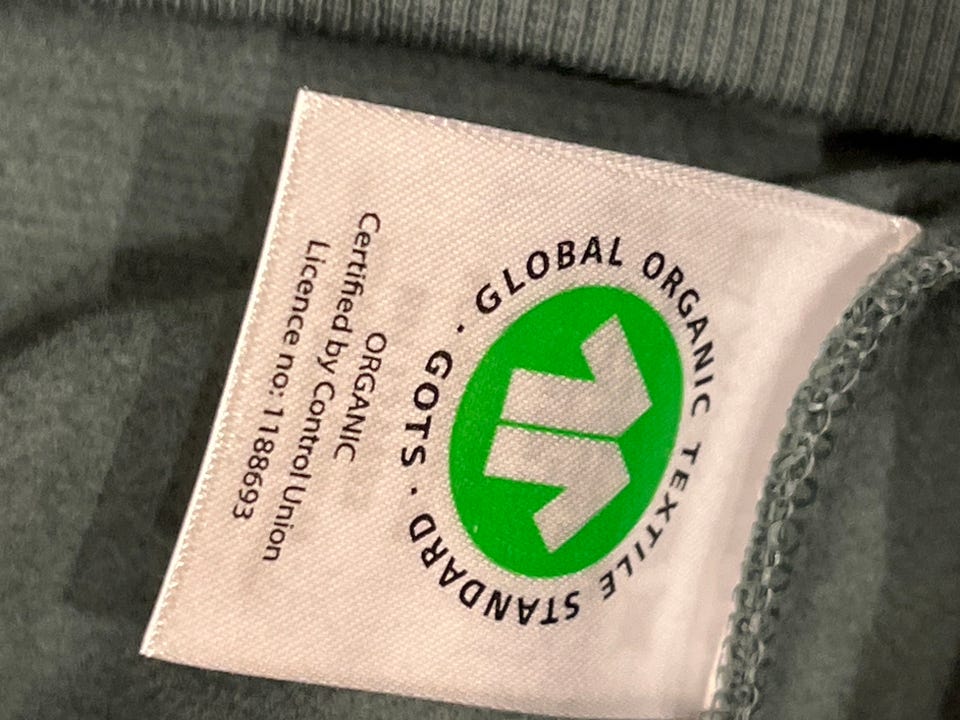 GLOBAL ORGANIC TEXTILE STANDARD
· GOTS ·
ORGANIC
Certified by Control Union
Licence no: 1188693